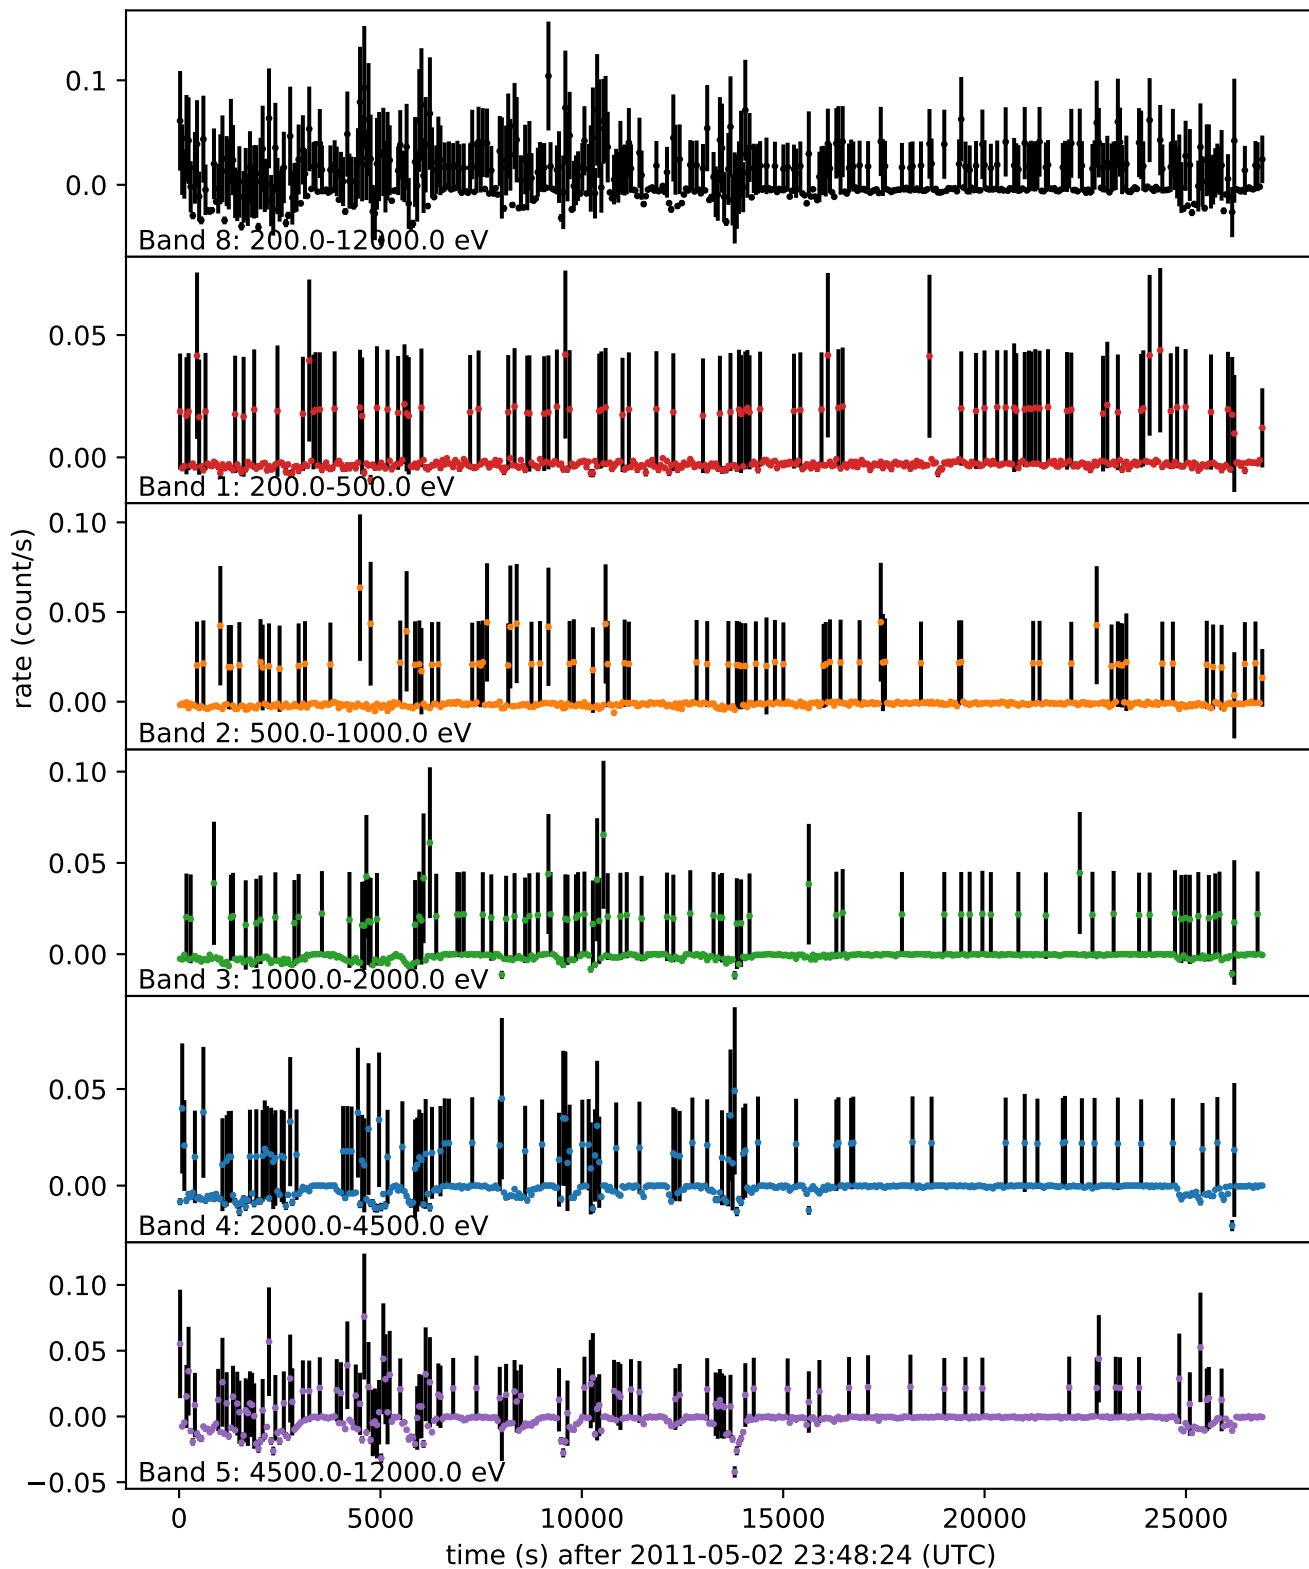 0.1
0.0
Band 8: 200.0-12000.0 eV
0.05
0.00
Band 1: 200.0-500.0 eV
0.10
0.05
0.00
Band 2: 500.0-1000.0 eV
rate (count/s)
0.10
0.05
0.00
Band 3: 1000.0-2000.0 eV
0.05
0.00
Band 4: 2000.0-4500.0 eV
0.10
0.05
0.00
−0.05
Band 5: 4500.0-12000.0 eV
0 5000 10000 15000 20000 25000
time (s) after 2011-05-02 23:48:24 (UTC)